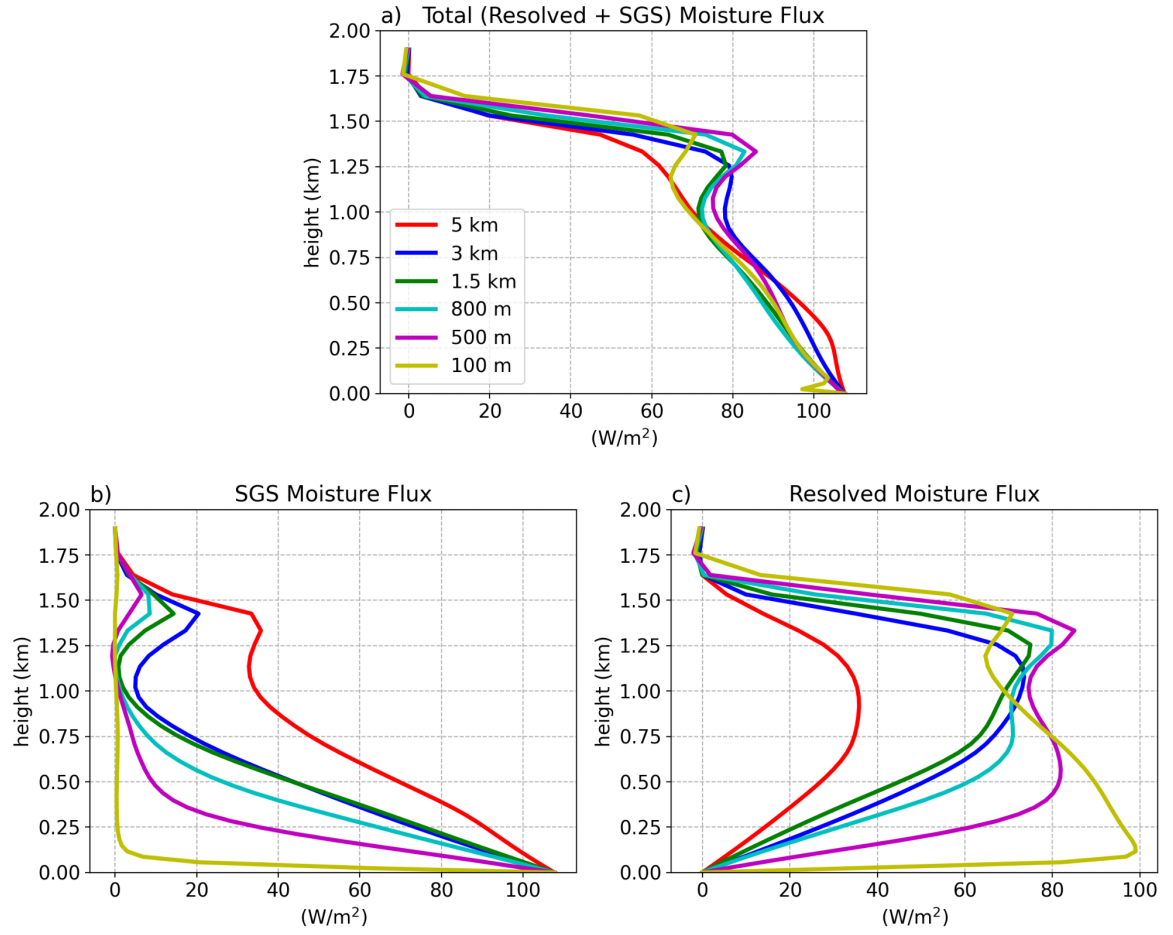 a) Total (Resolved + SGS) Moisture Flux
2.00
1.75
1.50
1.25
1.00
0.75
0.50
0.25
0.00
height (km)
5 km
3 km
1.5 km
800 m
500 m
100 m
0 20 40 60 80 100
(W/m²)
b) SGS Moisture Flux
2.00
1.75
1.50
1.25
1.00
0.75
0.50
0.25
0.00
height (km)
0 20 40 60 80 100
(W/m²)
c) Resolved Moisture Flux
2.00
1.75
1.50
1.25
1.00
0.75
0.50
0.25
0.00
height (km)
0 20 40 60 80 100
(W/m²)